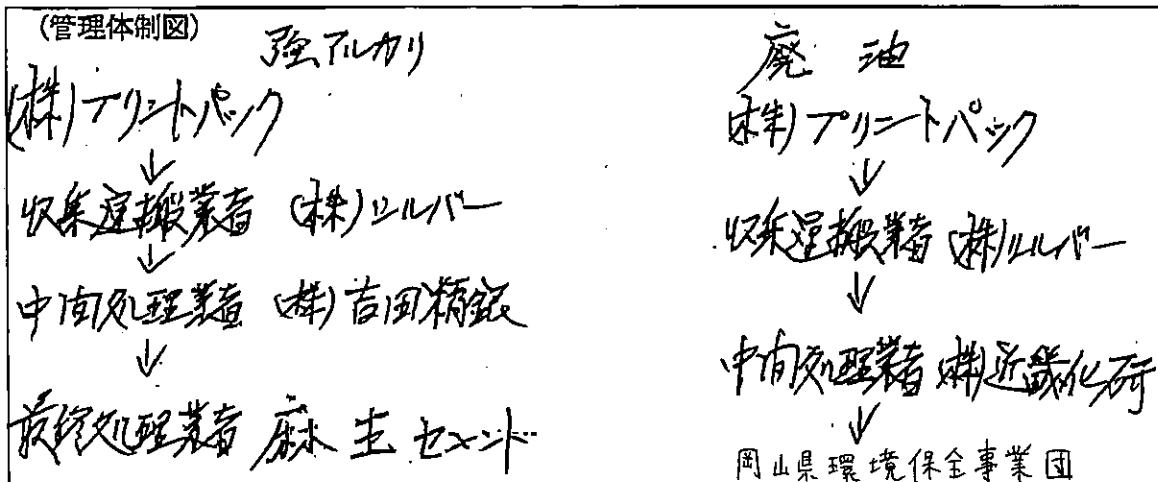 (管理体制図)
強アルカリ
(株)プリントパック
↓
収集運搬業者 (株)シルバー
↓
中間処理業者 (株)吉田精銀
↓
最終処理業者 麻生セメント
廃油
(株)プリントパック
↓
収集運搬業者 (株)シルバー
↓
中間処理業者 (株)近畿化研
↓
岡山県環境保全事業団